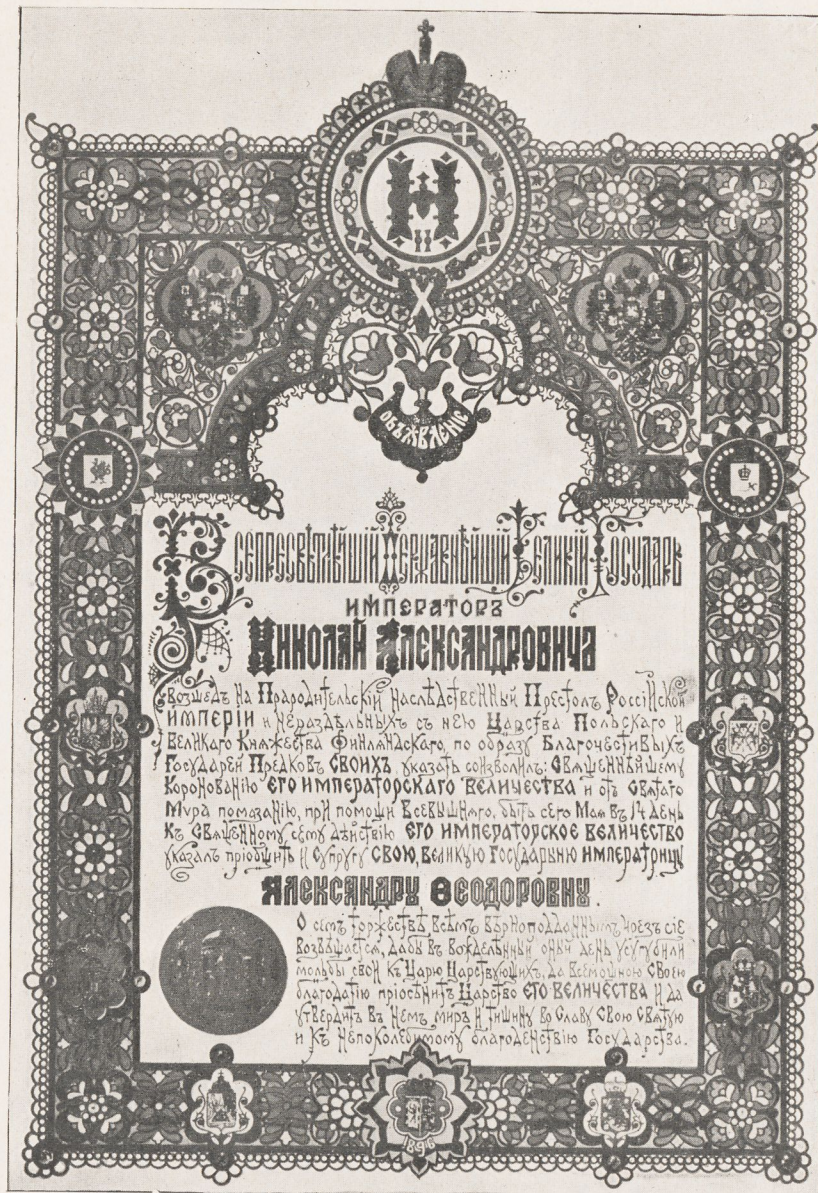 Н
II
ОБЪЯВЛЕНІЕ
ВСЕПРЕСВѢТЛѢЙШІЙ ДЕРЖАВНѢЙШІЙ ВЕЛИКІЙ ГОСУДАРЬ
ИМПЕРАТОРЪ
НИКОЛАЙ АЛЕКСАНДРОВИЧЪ
возшедъ на Прародительскій наслѣдственный Престолъ Россійской
ИМПЕРІИ и нераздѣльныхъ съ нею Царства Польскаго и
Великаго Княжества Финляндскаго, по образу Благочестивыхъ
Государей Предковъ СВОИХЪ, указать соизволилъ: Священнѣйшему
Коронованію ЕГО ИМПЕРАТОРСКАГО ВЕЛИЧЕСТВА и отъ Святаго
Мѵра помазанію, при помощи Всевышняго, быть сего Мая въ 14 день
Къ Священному сему дѣйствію ЕГО ИМПЕРАТОРСКОЕ ВЕЛИЧЕСТВО
указалъ пріобщить и Супругу СВОЮ, ВЕЛИКУЮ ГОСУДАРЫНЮ ИМПЕРАТРИЦУ
АЛЕКСАНДРУ ѲЕОДОРОВНУ.
О семъ торжествѣ всѣмъ вѣрноподданнымъ чрезъ сіе
возвѣщается, дабы въ вожделѣнный оный день усугубили
мольбы свои къ Царю Царствующихъ, да всемощною Своею
благодатію пріосѣнитъ Царство ЕГО ВЕЛИЧЕСТВА и да
утвердитъ въ немъ миръ и тишину во Славу Свою Святую
и къ непоколебимому благоденствію Государства.
1896